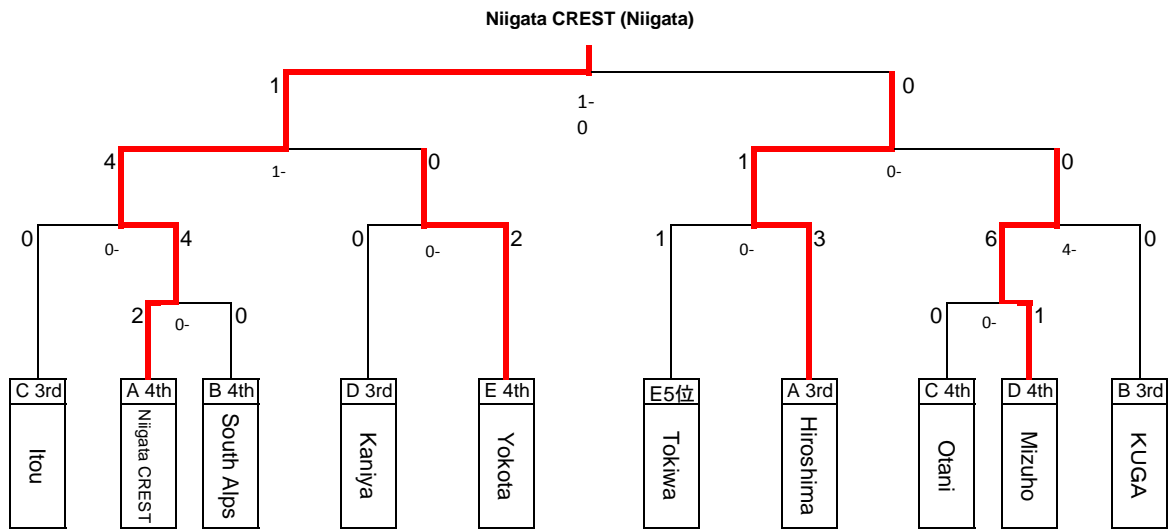 Niigata CREST (Niigata)
1
0
1-
0
4
0
1
0
1-
0-
0
4
0
2
1
3
6
0
0-
0-
0-
4-
2
0
0
1
0-
0-
C 3rd
A 4th
B 4th
D 3rd
E 4th
E5位
A 3rd
C 4th
D 4th
B 3rd
Itou
Niigata CREST
South Alps
Kaniya
Yokota
Tokiwa
Hiroshima
Otani
Mizuho
KUGA